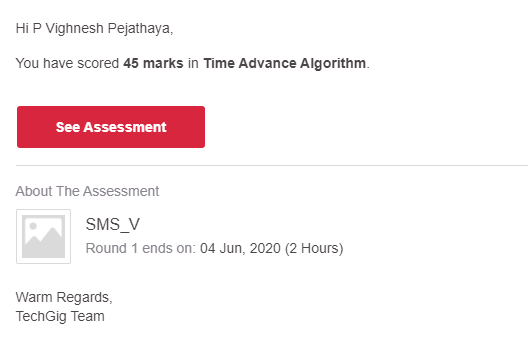 Hi P Vighnesh Pejathaya,
You have scored 45 marks in Time Advance Algorithm.
See Assessment
About The Assessment
SMS_V
Round 1 ends on: 04 Jun, 2020 (2 Hours)
Warm Regards,
TechGig Team